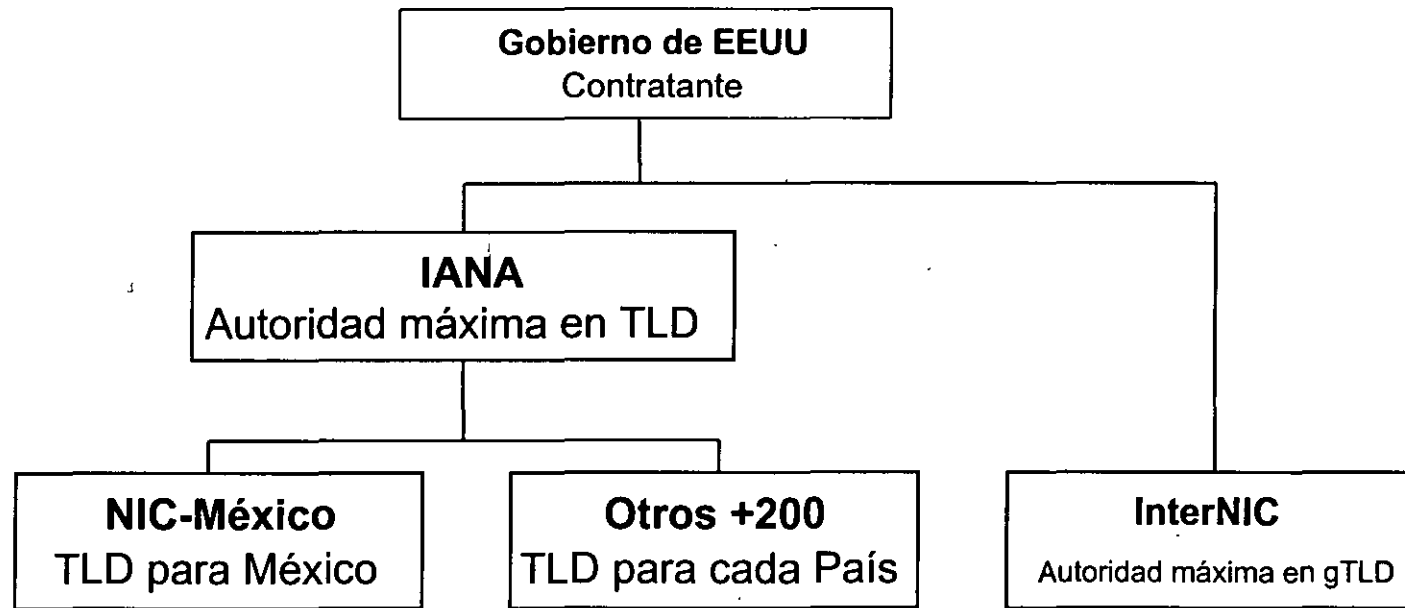 Gobierno de EEUU
Contratante
IANA
Autoridad máxima en TLD
NIC-México
TLD para México
Otros +200
TLD para cada País
InterNIC
Autoridad máxima en gTLD